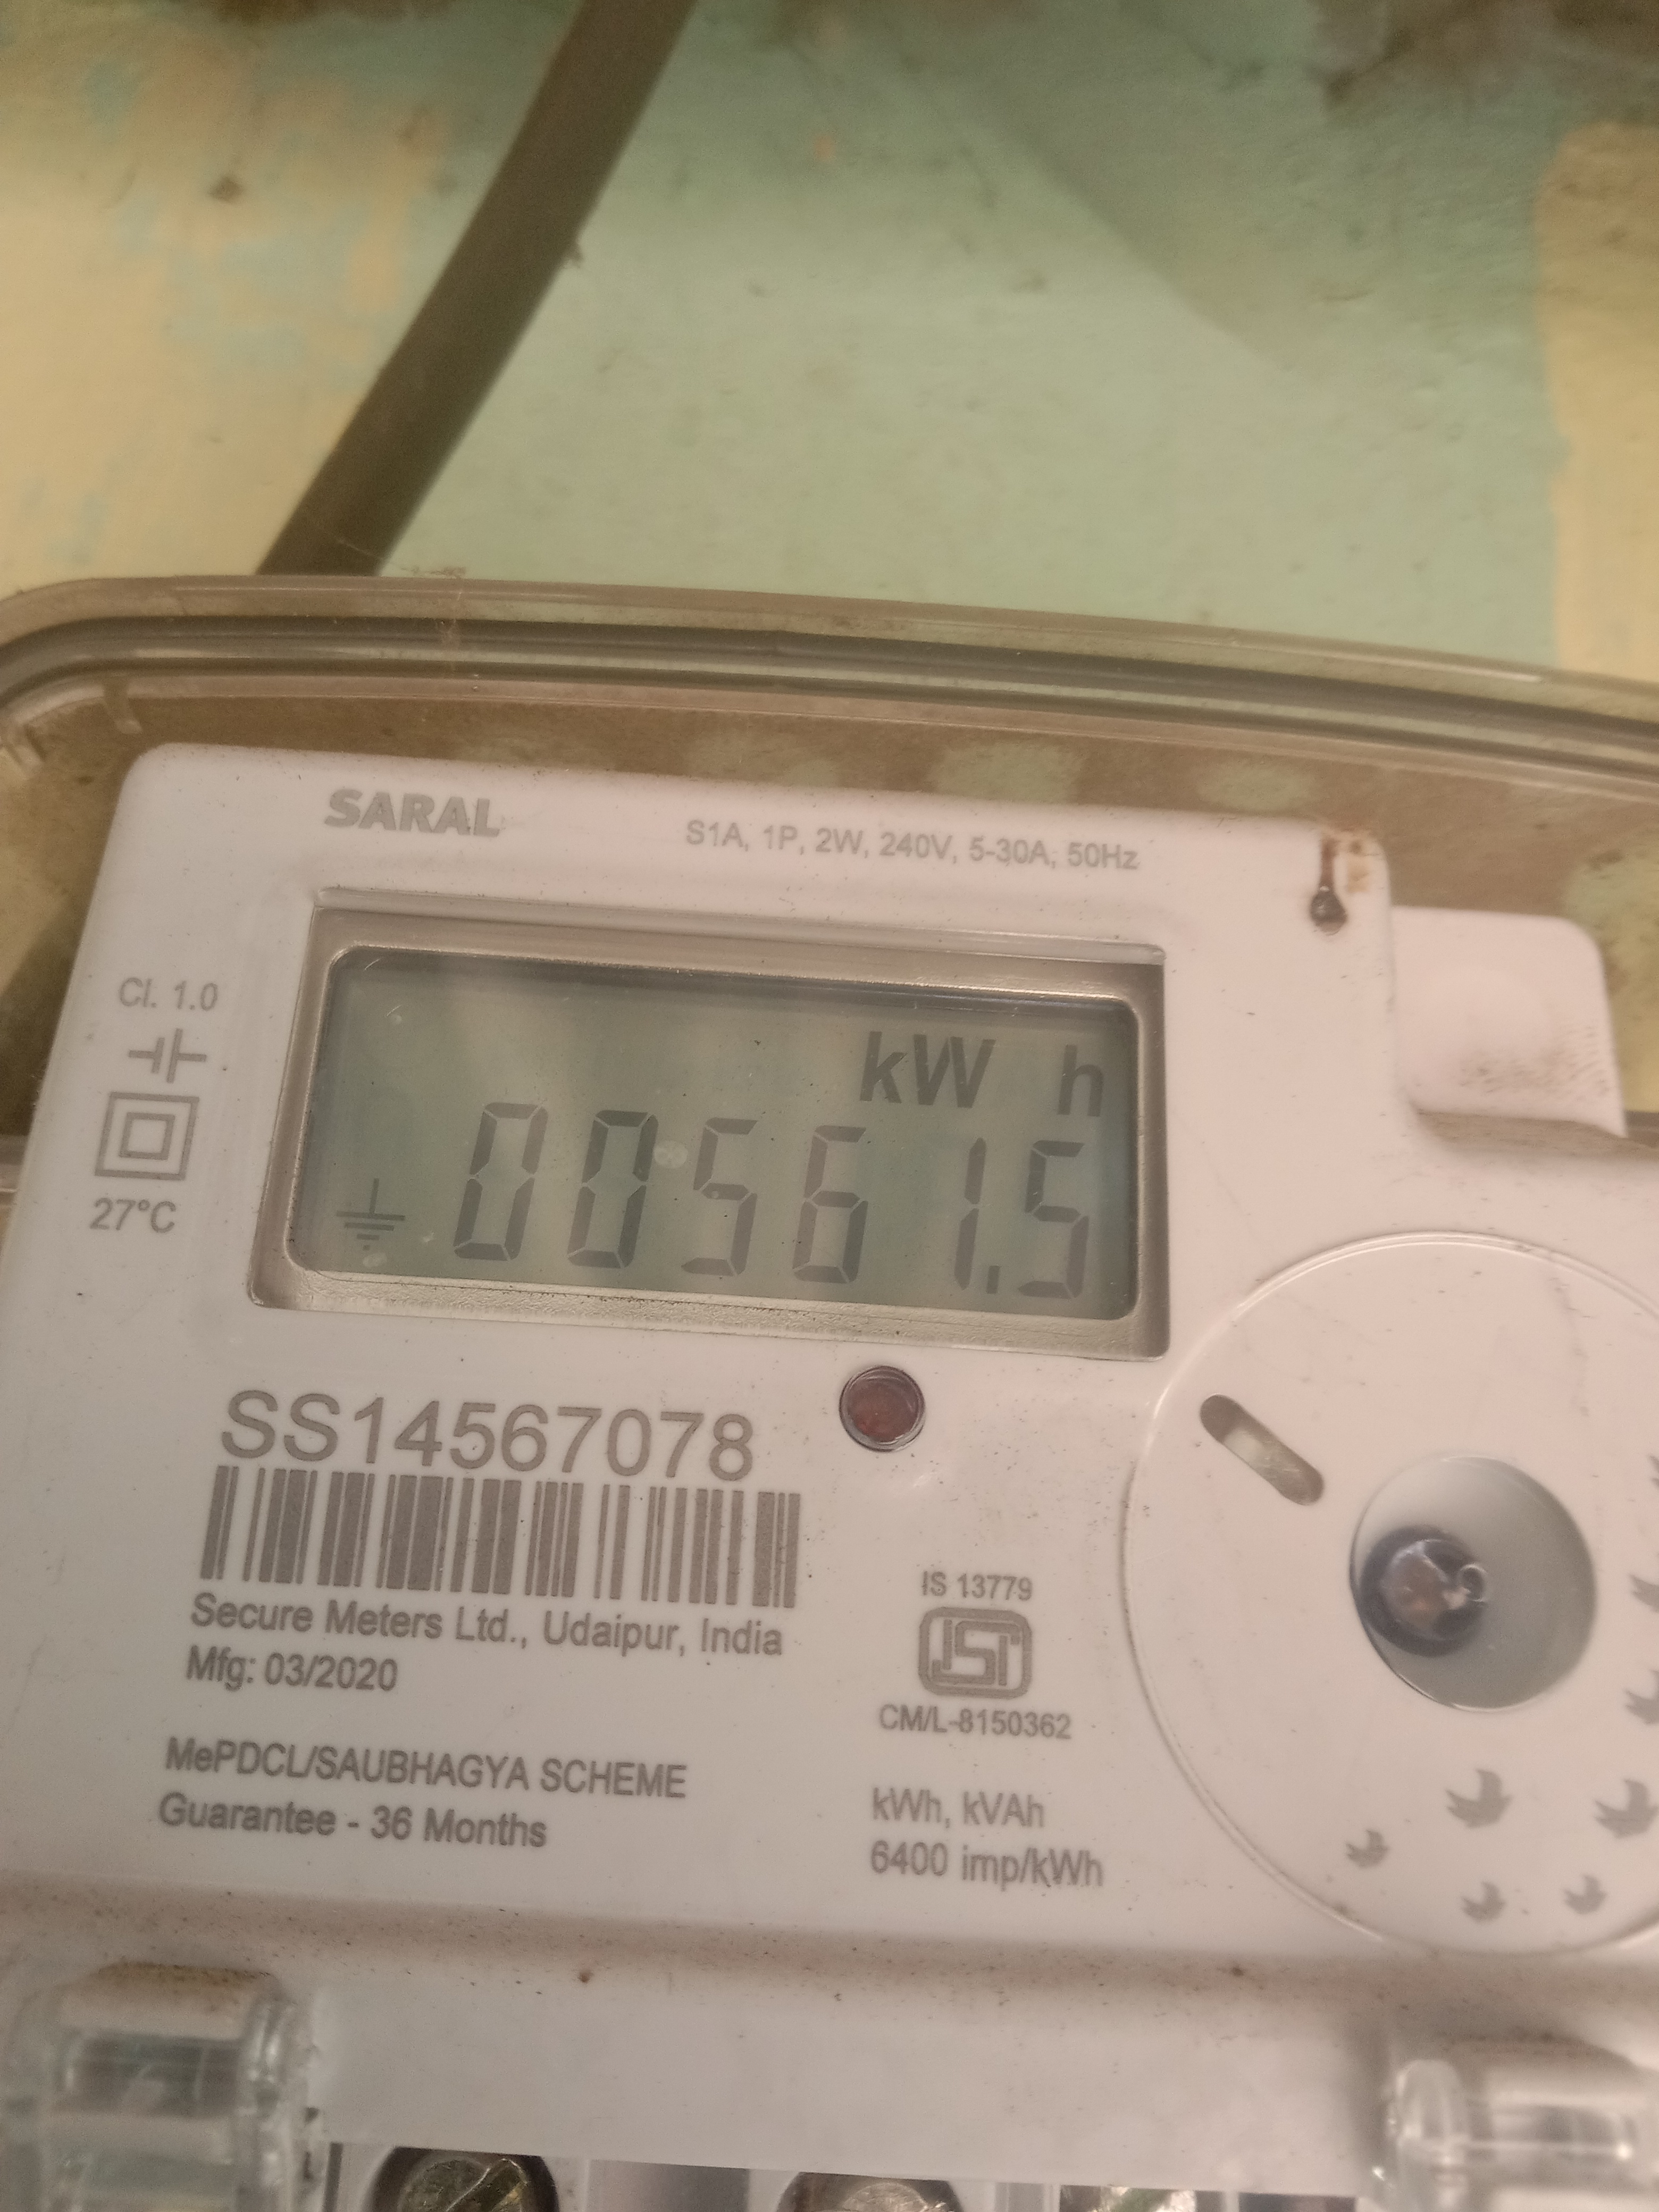 SARAL
S1A, 1P, 2W, 240V, 5-30A, 50Hz
Cl. 1.0
27°C
kW h
00561.5
SS14567078
Secure Meters Ltd., Udaipur, India
Mfg: 03/2020
IS 13779
ISI
CM/L-8150362
MePDCL/SAUBHAGYA SCHEME
Guarantee - 36 Months
kWh, kVAh
6400 imp/kWh